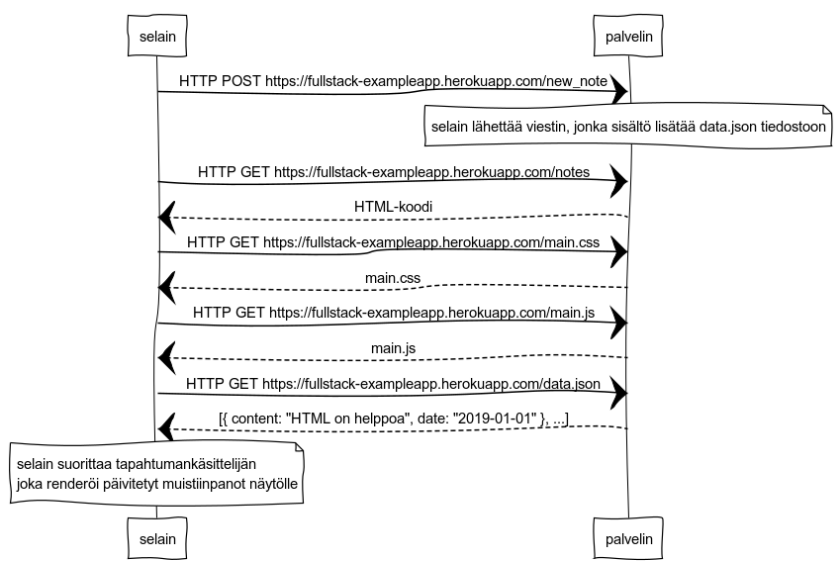 selain
palvelin
HTTP POST https://fullstack-exampleapp.herokuapp.com/new_note
selain lähettää viestin, jonka sisältö lisätää data.json tiedostoon
HTTP GET https://fullstack-exampleapp.herokuapp.com/notes
HTML-koodi
HTTP GET https://fullstack-exampleapp.herokuapp.com/main.css
main.css
HTTP GET https://fullstack-exampleapp.herokuapp.com/main.js
main.js
HTTP GET https://fullstack-exampleapp.herokuapp.com/data.json
[{ content: "HTML on helppoa", date: "2019-01-01" }, ...]
selain suorittaa tapahtumankäsittelijän
joka renderöi päivitetyt muistiinpanot näytölle
selain
palvelin